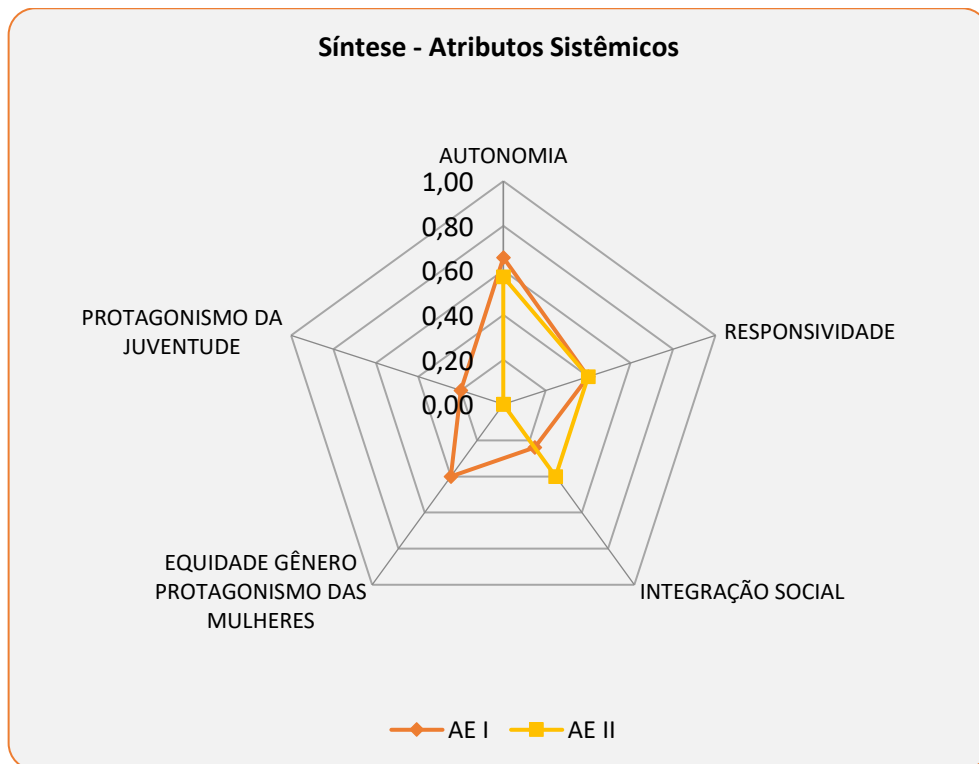 Síntese - Atributos Sistêmicos
AUTONOMIA
1,00
0,80
0,60
0,40
0,20
0,00
PROTAGONISMO DA
JUVENTUDE
RESPONSIVIDADE
EQUIDADE GÊNERO
PROTAGONISMO DAS
MULHERES
INTEGRAÇÃO SOCIAL
AE I
AE II